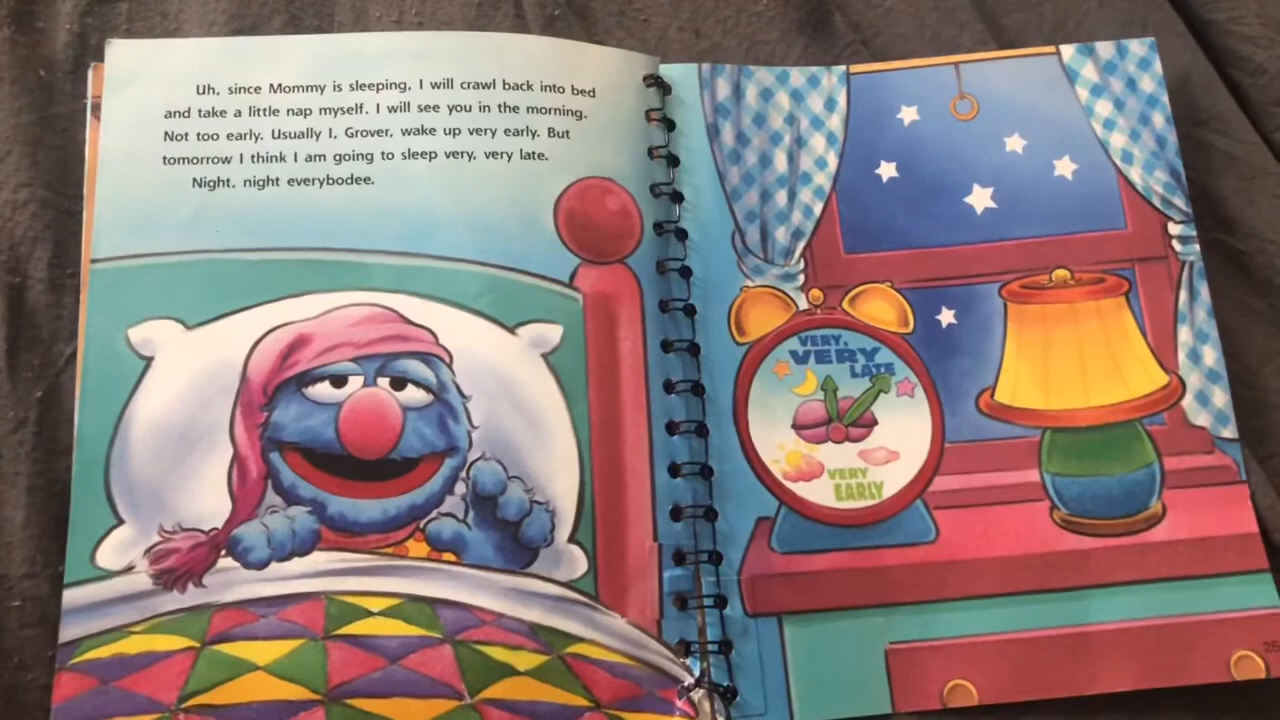 Uh, since Mommy is sleeping, I will crawl back into bed
and take a little nap myself. I will see you in the morning.
Not too early. Usually I, Grover, wake up very early. But
tomorrow I think I am going to sleep very, very late.
Night, night everybodee.
VERY,
VERY
LATE
VERY
EARLY
25